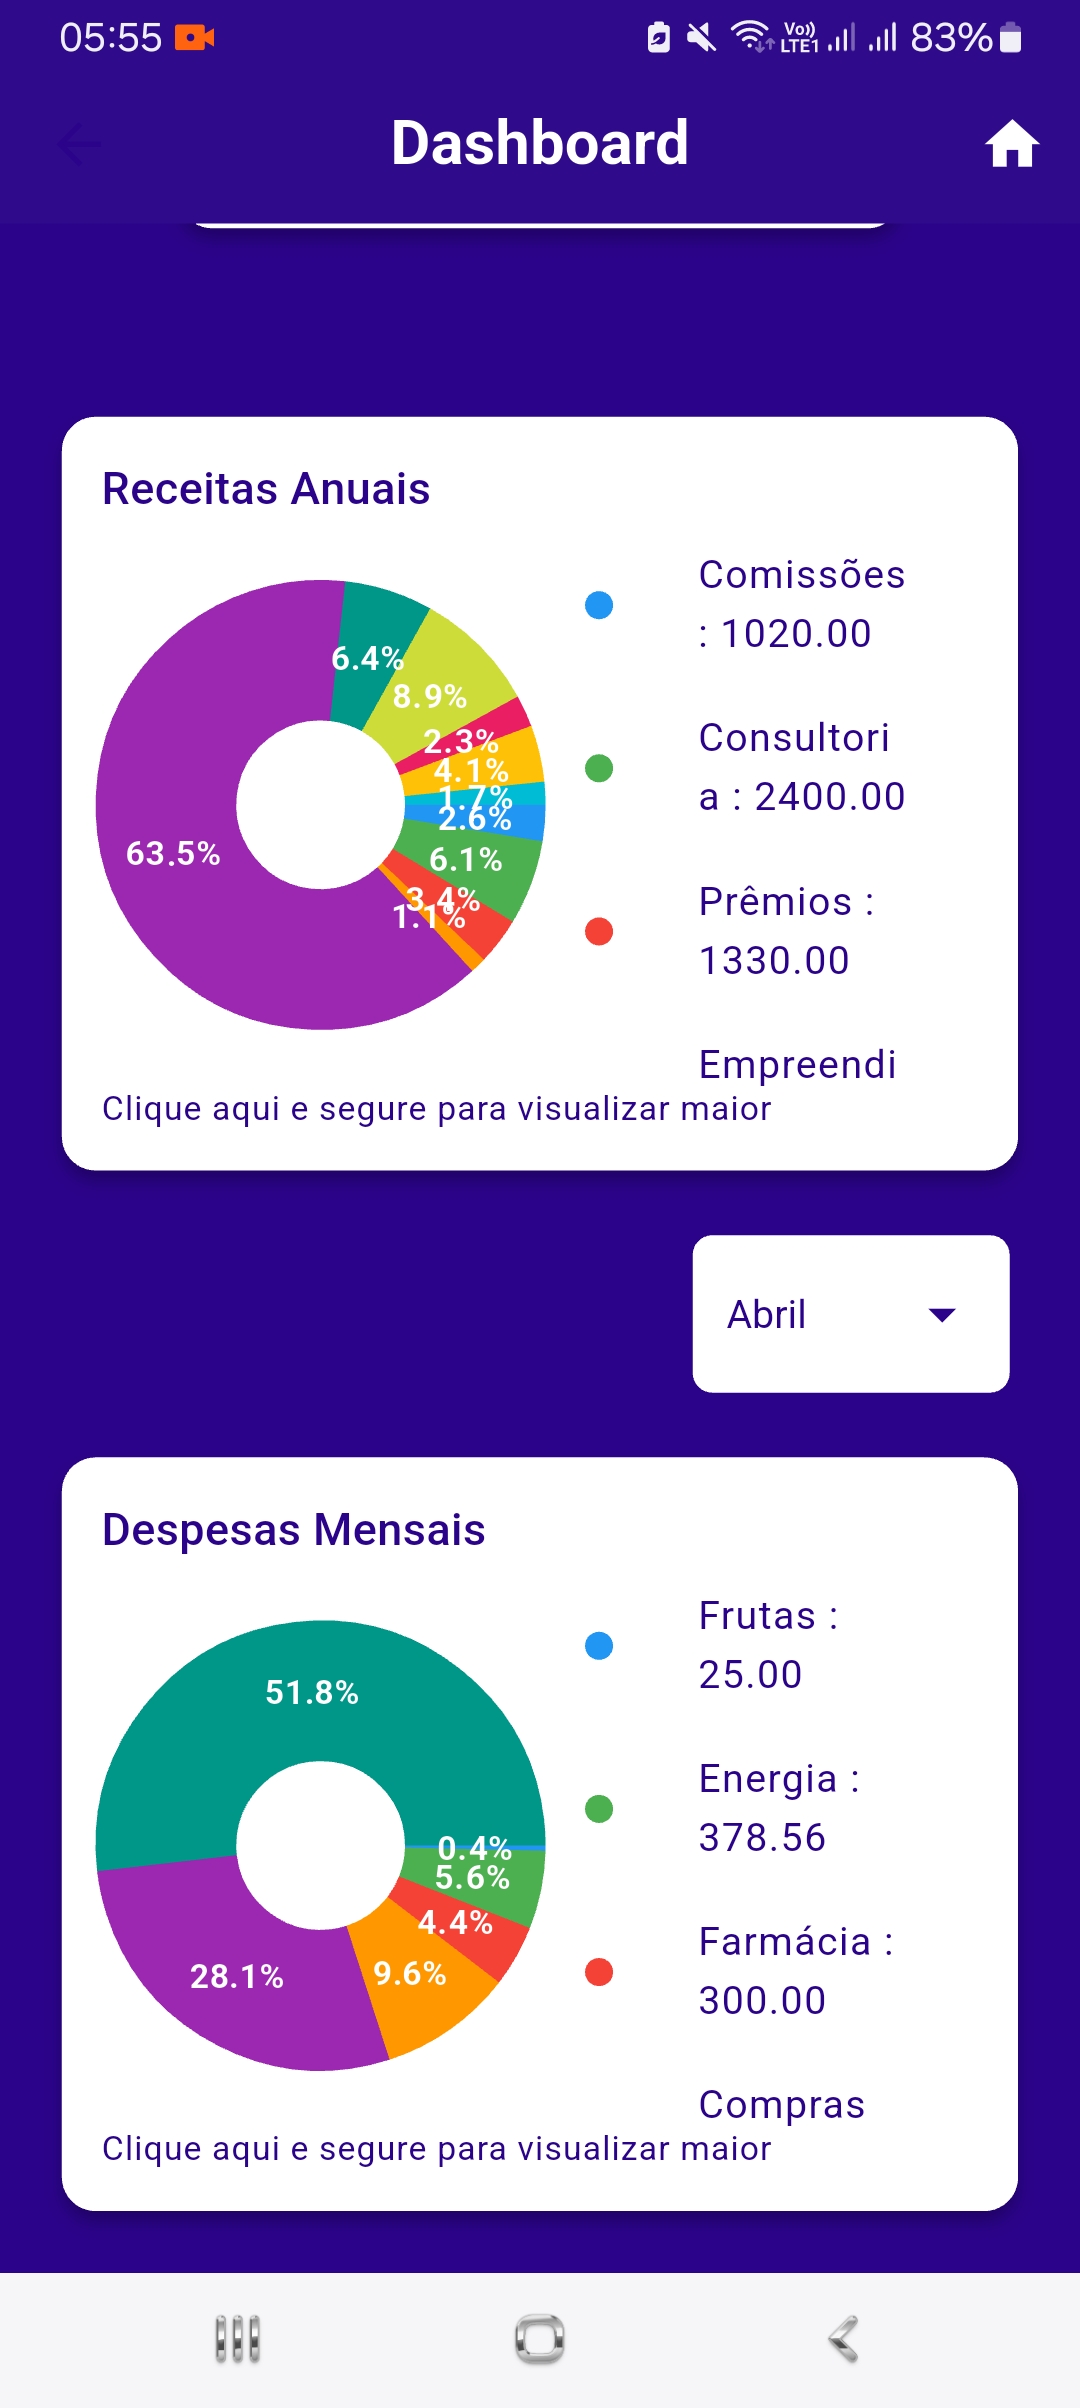 05:55
Vo))
LTE1
83%
Dashboard
Receitas Anuais
Comissões
: 1020.00
Consultori
a : 2400.00
Prêmios :
1330.00
Empreendi
6.4%
8.9%
2.3%
4.1%
1.7%
2.6%
63.5%
6.1%
3.4%
1.1%
Clique aqui e segure para visualizar maior
Abril
Despesas Mensais
Frutas :
25.00
Energia :
378.56
Farmácia :
300.00
Compras
51.8%
0.4%
5.6%
4.4%
9.6%
28.1%
Clique aqui e segure para visualizar maior